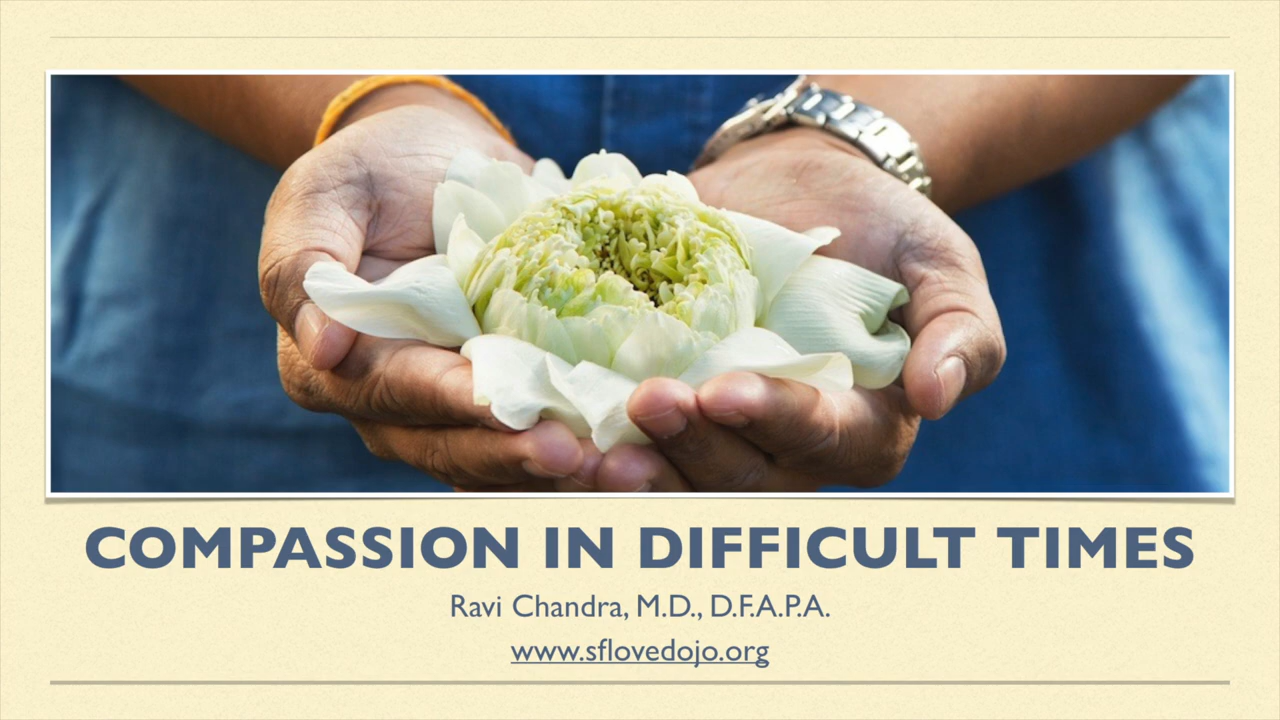 COMPASSION IN DIFFICULT TIMES
Ravi Chandra, M.D., D.F.A.P.A.
www.sflovedojo.org